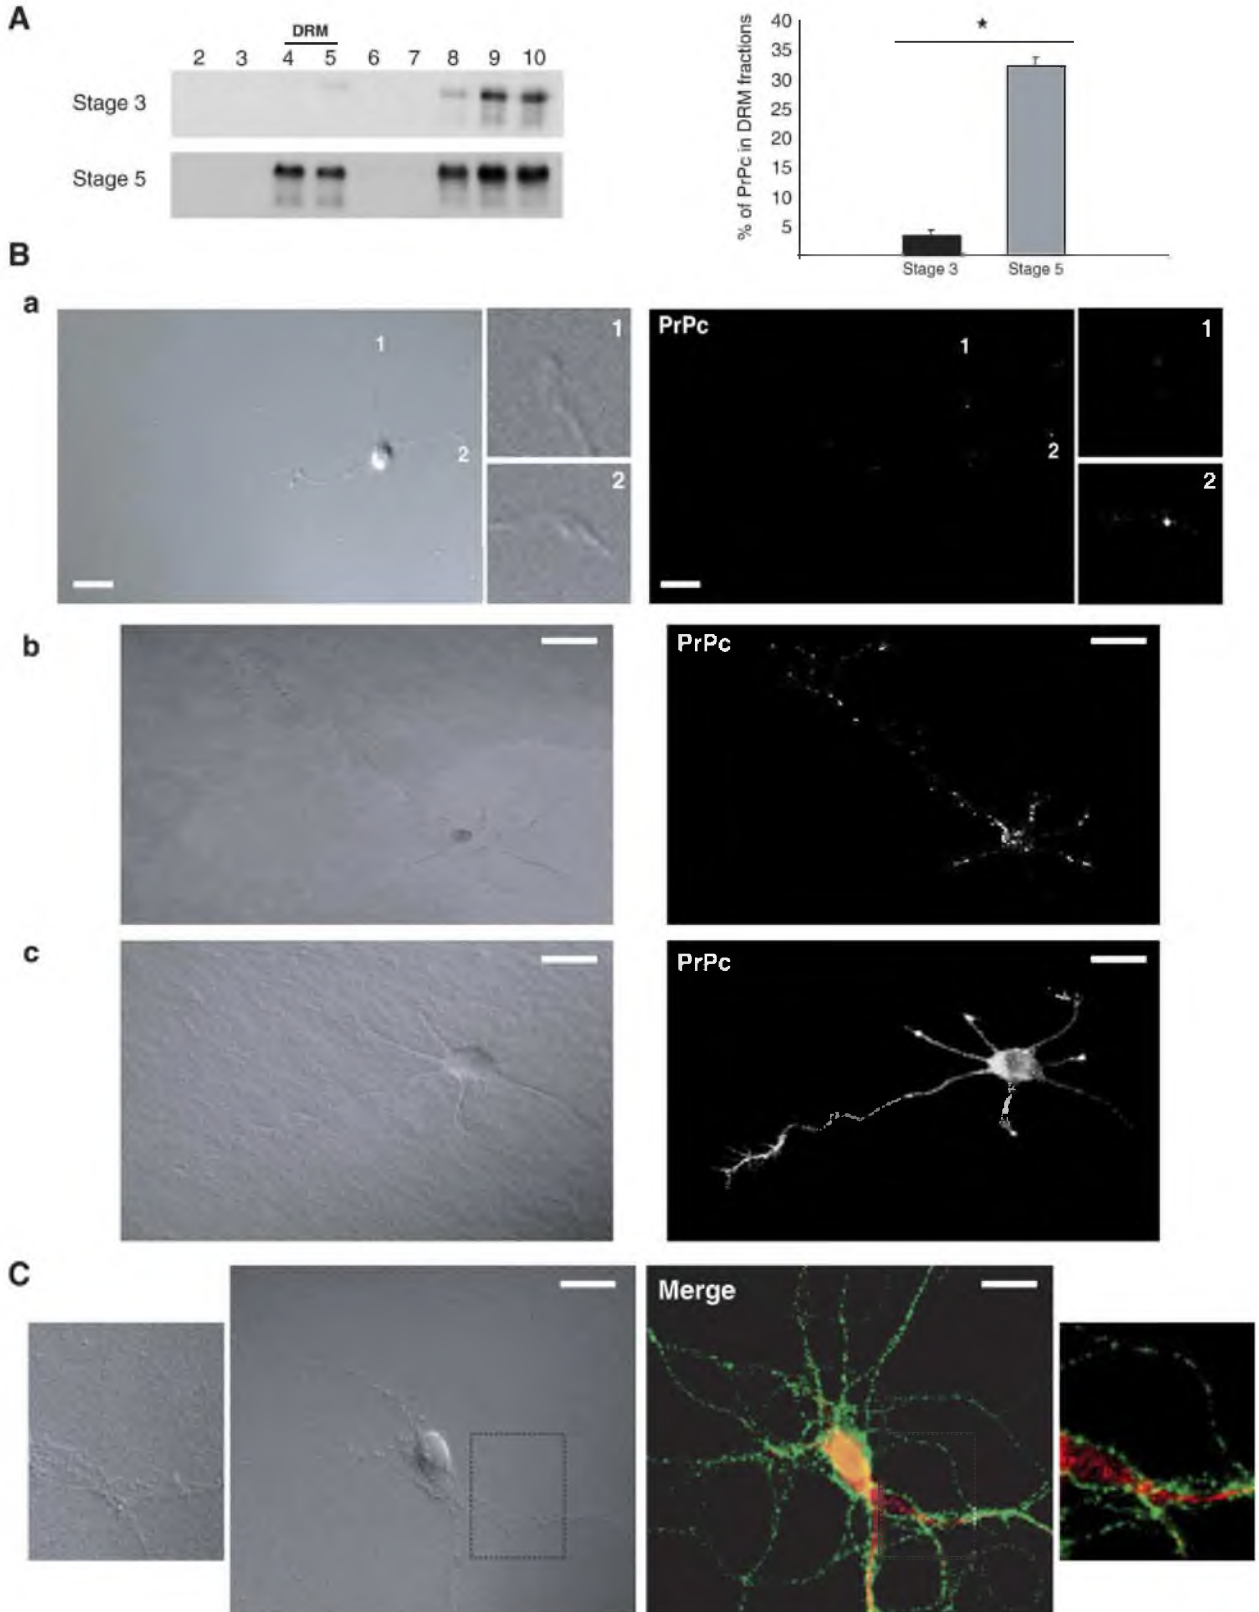 A
DRM
2 3 4 5 6 7 8 9 10
Stage 3
Stage 5
% of PrPc in DRM fractions
40
35
30
25
20
15
10
5
★
Stage 3 Stage 5
B
a
1
2
1
2
PrPc
1
2
1
2
b
PrPc
c
PrPc
C
Merge